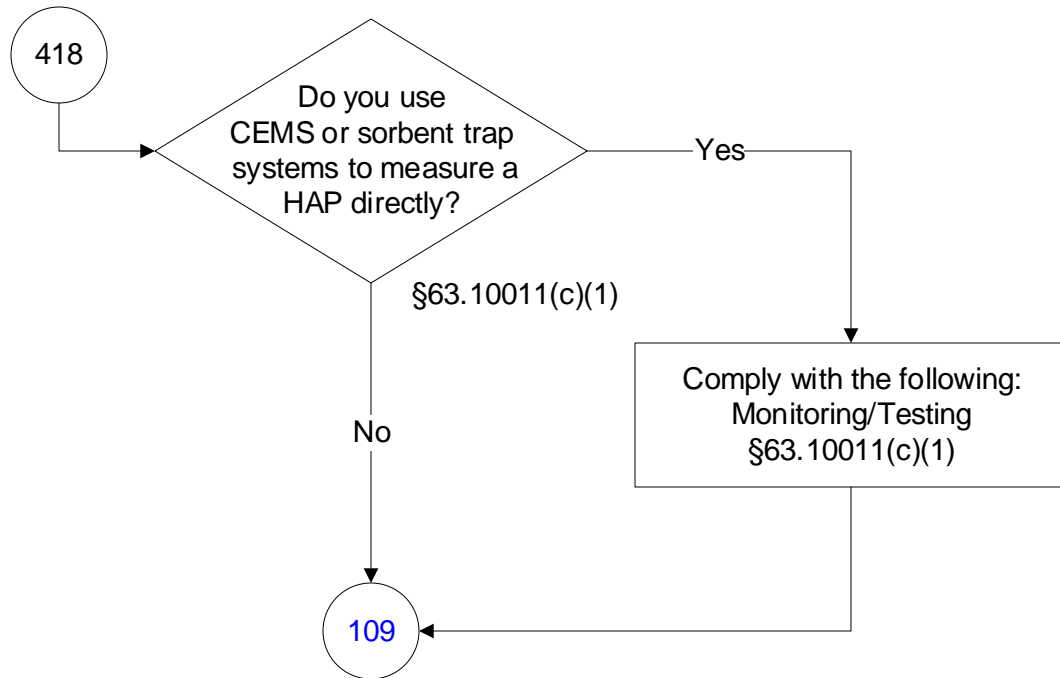 418
Do you use
CEMS or sorbent trap
systems to measure a
HAP directly?
Yes
§63.10011(c)(1)
Comply with the following:
Monitoring/Testing
§63.10011(c)(1)
No
109